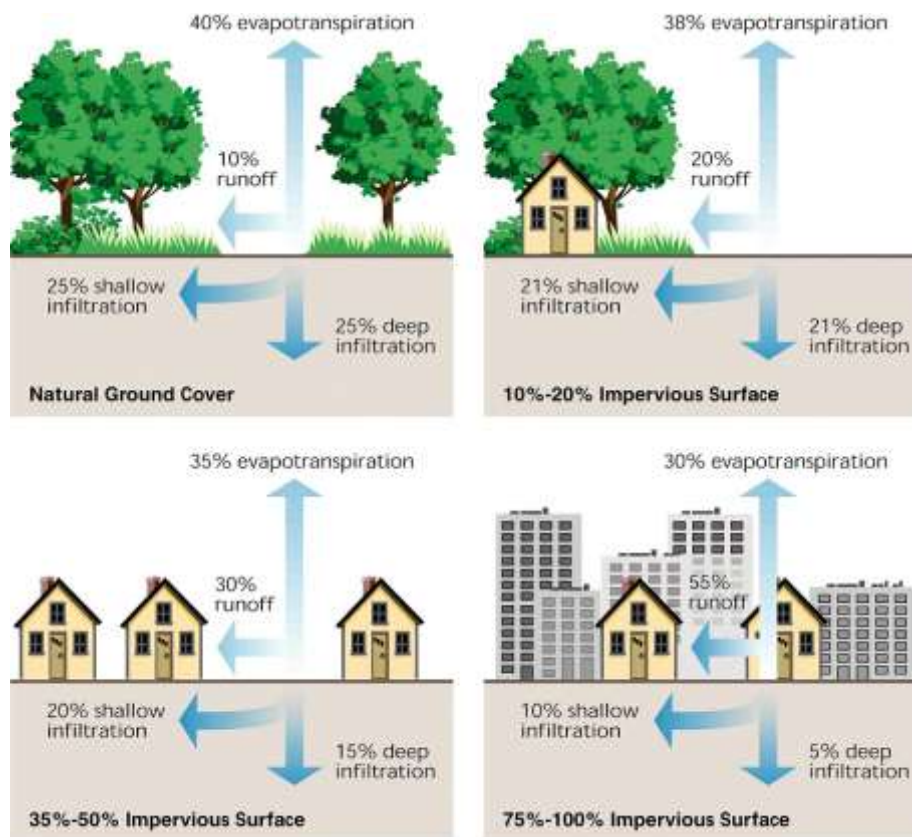 40% evapotranspiration
10%
runoff
25% shallow
infiltration
25% deep
infiltration
Natural Ground Cover
38% evapotranspiration
20%
runoff
21% shallow
infiltration
21% deep
infiltration
10%-20% Impervious Surface
35% evapotranspiration
30%
runoff
20% shallow
infiltration
15% deep
infiltration
35%-50% Impervious Surface
30% evapotranspiration
55%
runoff
10% shallow
infiltration
5% deep
infiltration
75%-100% Impervious Surface